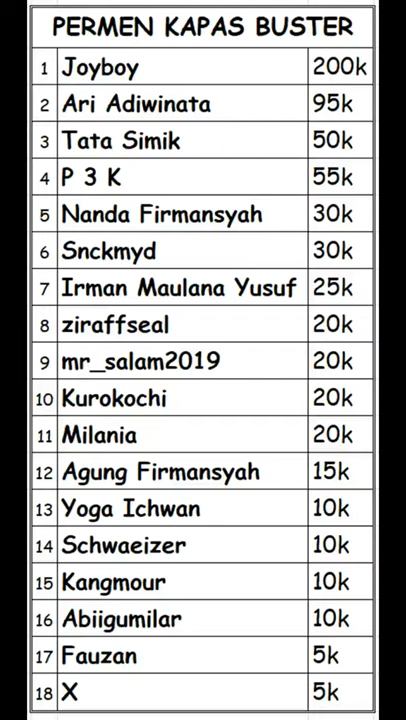 PERMEN KAPAS BUSTER
1 Joyboy 200k
2 Ari Adiwinata 95k
3 Tata Simik 50k
4 P 3 K 55k
5 Nanda Firmansyah 30k
6 Snckmyd 30k
7 Irman Maulana Yusuf 25k
8 ziraffseal 20k
9 mr_salam2019 20k
10 Kurokochi 20k
11 Milania 20k
12 Agung Firmansyah 15k
13 Yoga Ichwan 10k
14 Schwaeizer 10k
15 Kangmour 10k
16 Abiigumilar 10k
17 Fauzan 5k
18 X 5k